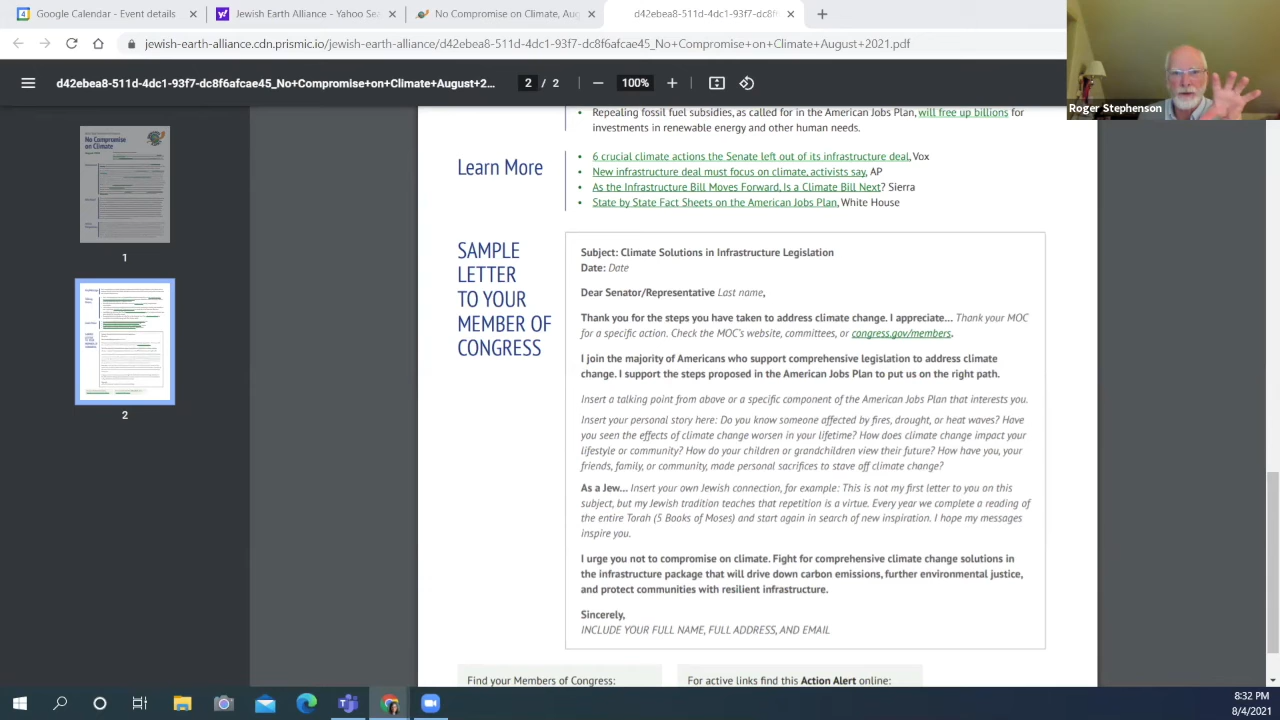 Google Calendar - Event details
Jewish Earth Alliance - Yahoo Se
No Compromise on Climate, Aug
d42ebea8-511d-4dc1-93f7-dc8f6
jewish-earth-alliance.cdn.prismic.io/jewish-earth-alliance/d42ebea8-511d-4dc1-93f7-dc8f6afcae45_No+Compromise+on+Climate+August+2021.pdf
d42ebea8-511d-4dc1-93f7-dc8f6afcae45_No+Compromise+on+Climate+August+2...
2 / 2
100%
Roger Stephenson
No Compromise
on Climate
1
2
• Repealing fossil fuel subsidies, as called for in the American Jobs Plan, will free up billions for
investments in renewable energy and other human needs.
Learn More
• 6 crucial climate actions the Senate left out of its infrastructure deal, Vox
• New infrastructure deal must focus on climate, activists say, AP
• As the Infrastructure Bill Moves Forward, Is a Climate Bill Next? Sierra
• State by State Fact Sheets on the American Jobs Plan, White House
SAMPLE
LETTER
TO YOUR
MEMBER OF
CONGRESS
Subject: Climate Solutions in Infrastructure Legislation
Date: Date
Dear Senator/Representative Last name,
Thank you for the steps you have taken to address climate change. I appreciate... Thank your MOC
for a specific action. Check the MOC's website, committees, or congress.gov/members.
I join the majority of Americans who support comprehensive legislation to address climate
change. I support the steps proposed in the American Jobs Plan to put us on the right path.
Insert a talking point from above or a specific component of the American Jobs Plan that interests you.
Insert your personal story here: Do you know someone affected by fires, drought, or heat waves? Have
you seen the effects of climate change worsen in your lifetime? How does climate change impact your
lifestyle or community? How do your children or grandchildren view their future? How have you, your
friends, family, or community, made personal sacrifices to stave off climate change?
As a Jew... Insert your own Jewish connection, for example: This is not my first letter to you on this
subject, but my Jewish tradition teaches that repetition is a virtue. Every year we complete a reading of
the entire Torah (5 Books of Moses) and start again in search of new inspiration. I hope my messages
inspire you.
I urge you not to compromise on climate. Fight for comprehensive climate change solutions in
the infrastructure package that will drive down carbon emissions, further environmental justice,
and protect communities with resilient infrastructure.
Sincerely,
INCLUDE YOUR FULL NAME, FULL ADDRESS, AND EMAIL
Find your Members of Congress:
For active links find this Action Alert online:
8:32 PM
8/4/2021